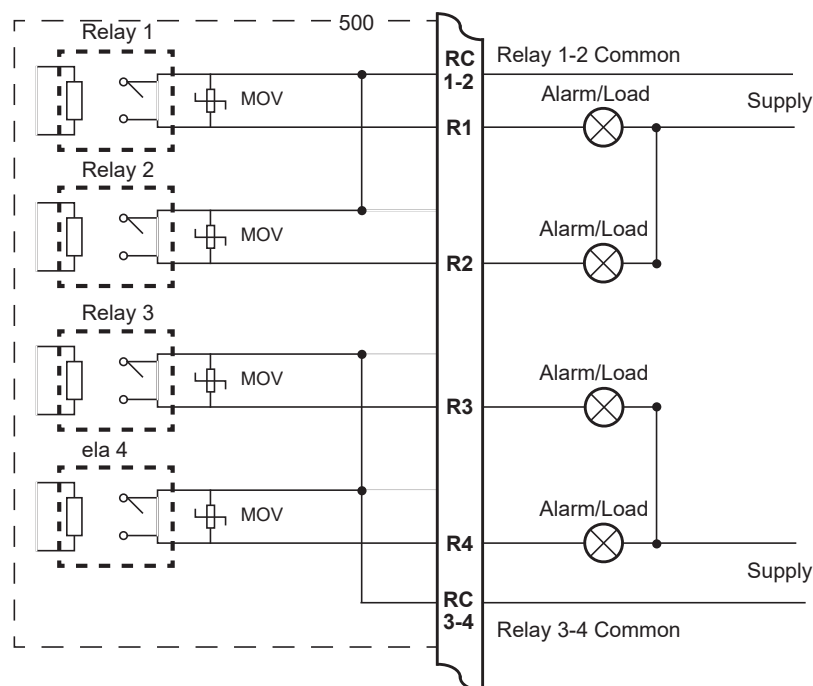 500
Relay 1
MOV
RC
1-2
Relay 1-2 Common
Alarm/Load
Supply
R1
Relay 2
MOV
Alarm/Load
R2
Relay 3
MOV
Alarm/Load
R3
ela 4
MOV
Alarm/Load
R4
Supply
RC
3-4
Relay 3-4 Common